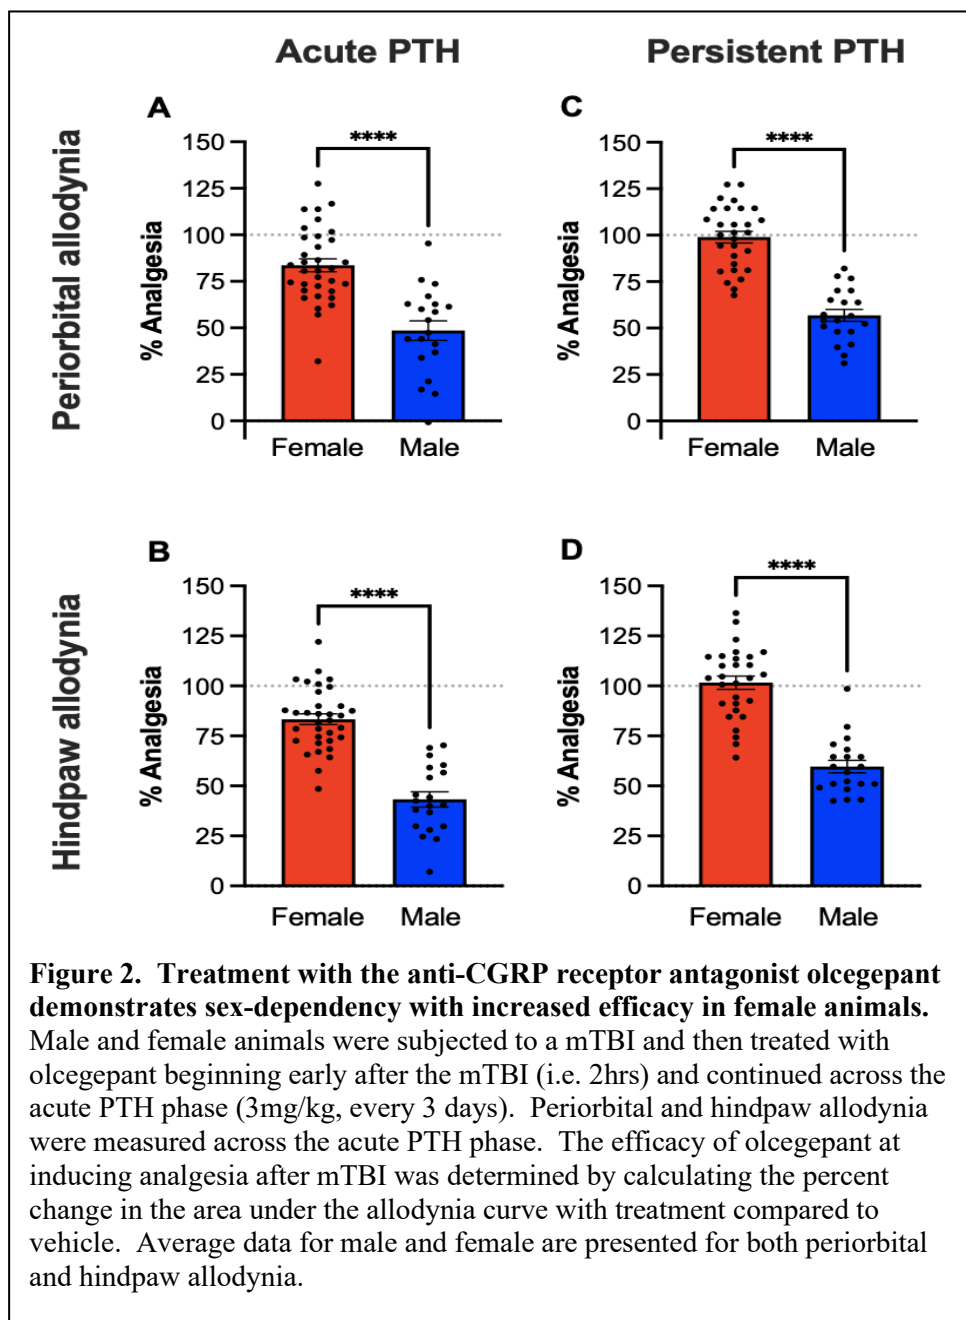 Acute PTH
Persistent PTH
Periorbital allodynia
A
****
150
125
100
75
50
25
0
% Analgesia
Female Male
C
****
150
125
100
75
50
25
0
% Analgesia
Female Male
Hindpaw allodynia
B
****
150
125
100
75
50
25
0
% Analgesia
Female Male
D
****
150
125
100
75
50
25
0
% Analgesia
Female Male
Figure 2. Treatment with the anti-CGRP receptor antagonist olcegepant
demonstrates sex-dependency with increased efficacy in female animals.
Male and female animals were subjected to a mTBI and then treated with
olcegepant beginning early after the mTBI (i.e. 2hrs) and continued across the
acute PTH phase (3mg/kg, every 3 days). Periorbital and hindpaw allodynia
were measured across the acute PTH phase. The efficacy of olcegepant at
inducing analgesia after mTBI was determined by calculating the percent
change in the area under the allodynia curve with treatment compared to
vehicle. Average data for male and female are presented for both periorbital
and hindpaw allodynia.